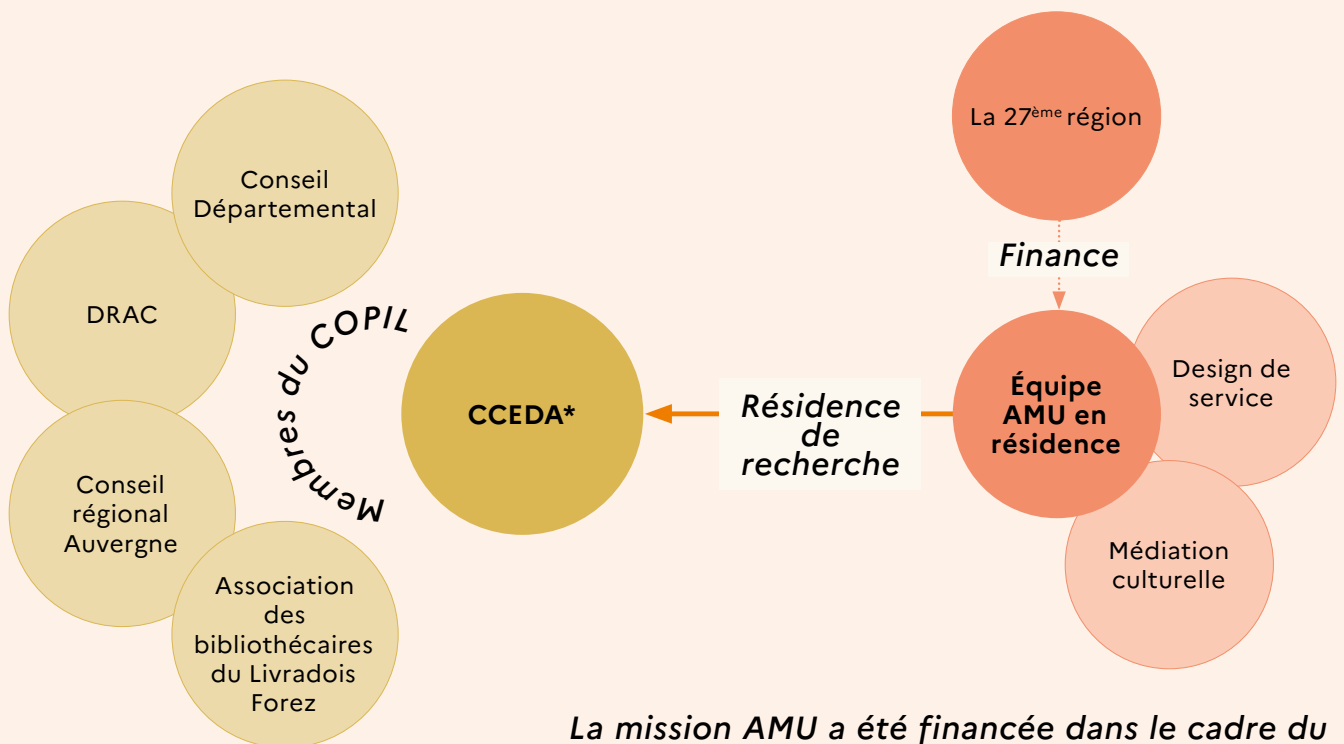 Conseil
Départemental
DRAC
Conseil
régional
Auvergne
Association
des
bibliothécaires
du Livradois
Forez
Membres du COPIL
CCEDA*
Résidence
de
recherche
La 27ème région
Finance
Équipe
AMU en
résidence
Design de
service
Médiation
culturelle
La mission AMU a été financée dans le cadre du